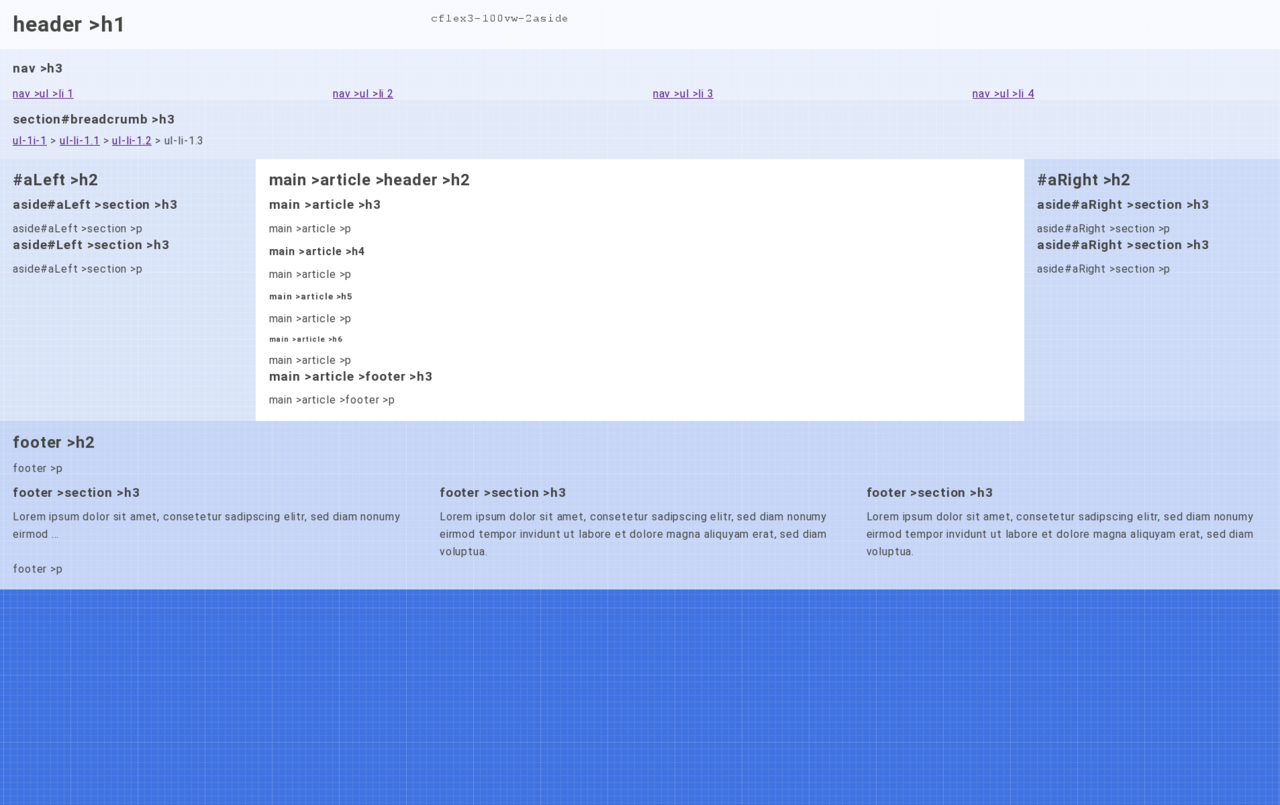 header >h1
cflex3-100vw-2aside
nav >h3
nav >ul >li 1
nav >ul >li 2
nav >ul >li 3
nav >ul >li 4
section#breadcrumb >h3
ul-1i-1 > ul-li-1.1 > ul-li-1.2 > ul-li-1.3
#aLeft >h2
aside#aLeft >section >h3
aside#aLeft >section >p
aside#Left >section >h3
aside#aLeft >section >p
main >article >header >h2
main >article >h3
main >article >p
main >article >h4
main >article >p
main >article >h5
main >article >p
main >article >h6
main >article >p
main >article >footer >h3
main >article >footer >p
#aRight >h2
aside#aRight >section >h3
aside#aRight >section >p
aside#aRight >section >h3
aside#aRight >section >p
footer >h2
footer >p
footer >section >h3
Lorem ipsum dolor sit amet, consetetur sadipscing elitr, sed diam nonumy
eirmod ...
footer >section >h3
Lorem ipsum dolor sit amet, consetetur sadipscing elitr, sed diam nonumy
eirmod tempor invidunt ut labore et dolore magna aliquyam erat, sed diam
voluptua.
footer >section >h3
Lorem ipsum dolor sit amet, consetetur sadipscing elitr, sed diam nonumy
eirmod tempor invidunt ut labore et dolore magna aliquyam erat, sed diam
voluptua.
footer >p